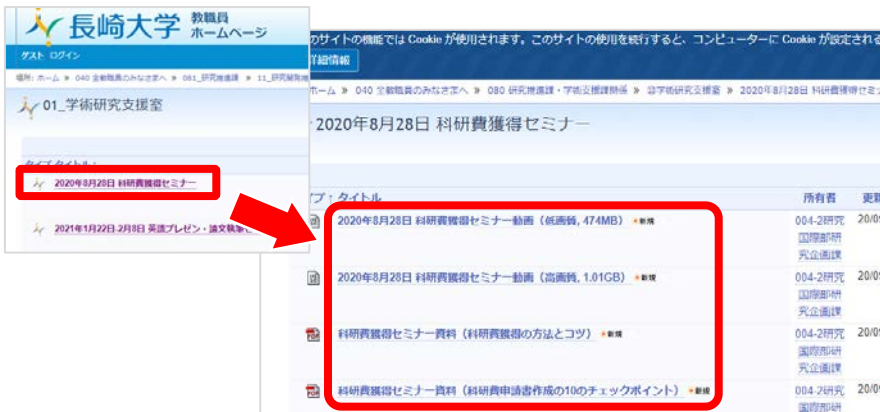 長崎大学 教職員
ホームページ
ゲスト ログイン
場所: ホーム » 040 全教職員のみなさまへ » 081_研究推進課 » 11_研究開発推
01_学術研究支援室
タイプ タイトル：
2020年8月28日 科研費獲得セミナー
2021年1月22日-2月8日 英語プレゼン・論文執筆セ
のサイトの機能では Cookie が使用されます。このサイトの使用を続行すると、コンピューターに Cookie が設定される
詳細情報
ホーム » 040 全教職員のみなさまへ » 080 研究推進課・学術支援課関係 » ⑩学術研究支援室 » 2020年8月28日 科研費獲得セミナ
2020年8月28日 科研費獲得セミナー
イプ：タイトル 所有者 更新
2020年8月28日 科研費獲得セミナー動画（低画質, 474MB） 新規 004-2研究 20/09
国際部研
究企画課
2020年8月28日 科研費獲得セミナー動画（高画質, 1.01GB） 新規 004-2研究 20/09
国際部研
究企画課
科研費獲得セミナー資料（科研費獲得の方法とコツ） 新規 004-2研究 20/09
国際部研
究企画課
科研費獲得セミナー資料（科研費申請書作成の10のチェックポイント） 新規 004-2研究 20/09
国際部研